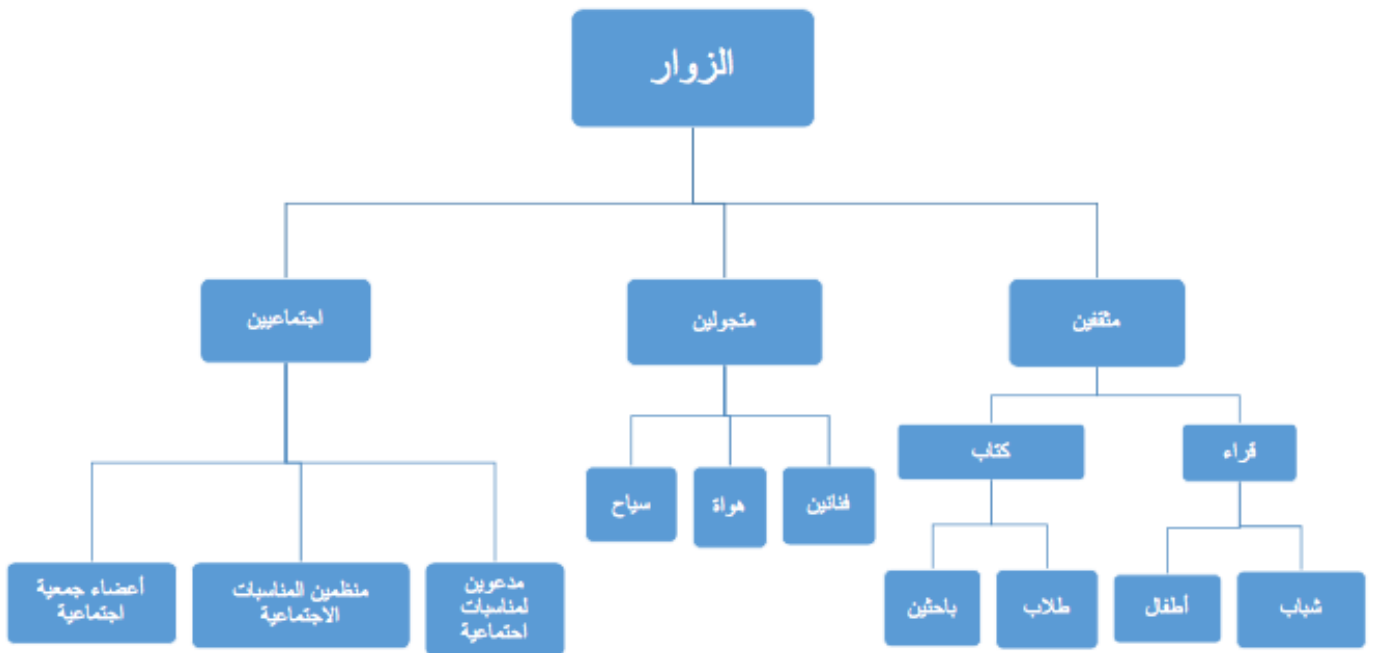 الزوار
مثقفين
متجولين
اجتماعيين
قراء
كتاب
فنانين
هواة
سياح
شباب
أطفال
طلاب
باحثين
مدعوين
لمناسبات
احتماعية
منظمين المناسبات
الاجتماعية
أعضاء جمعية
اجتماعية